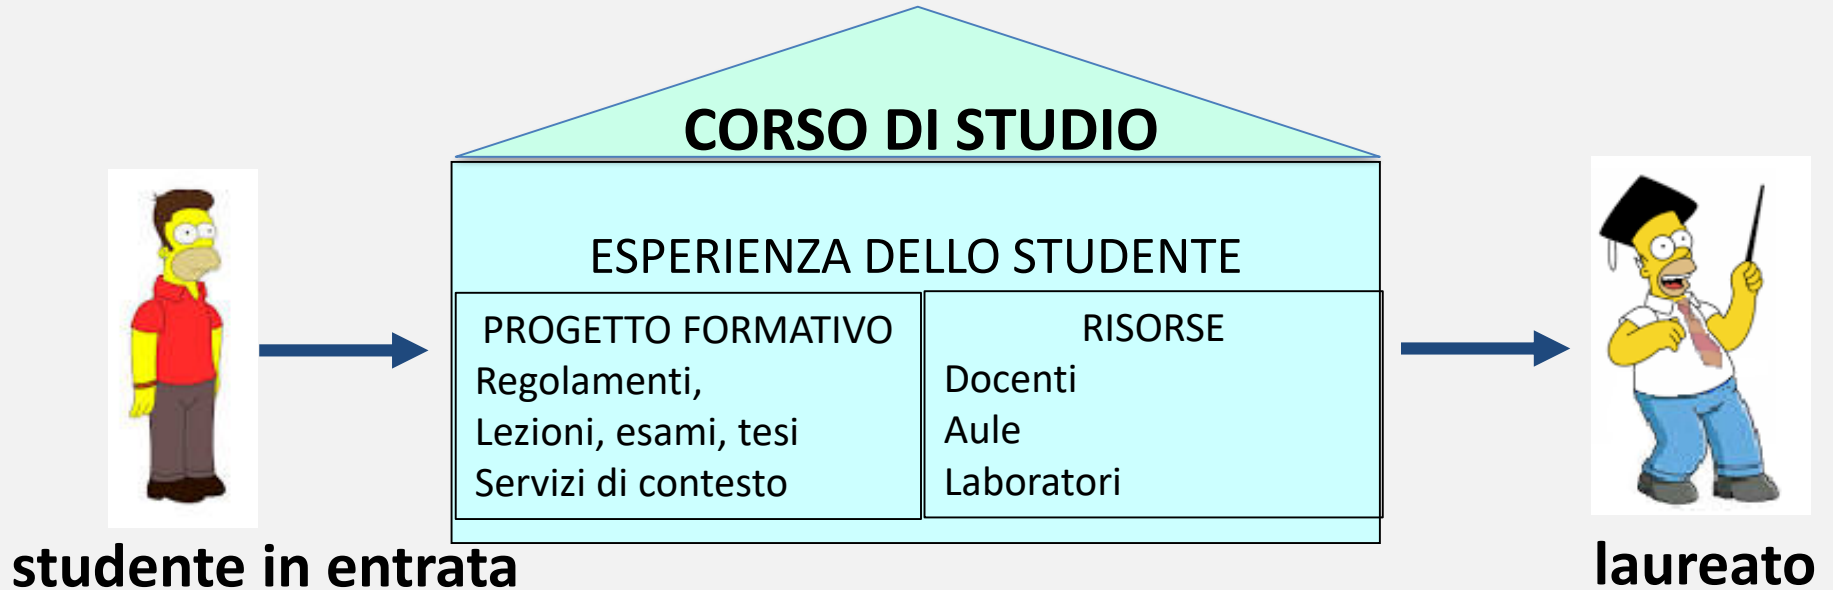 CORSO DI STUDIO
ESPERIENZA DELLO STUDENTE
PROGETTO FORMATIVO
Regolamenti,
Lezioni, esami, tesi
Servizi di contesto
RISORSE
Docenti
Aule
Laboratori
studente in entrata
laureato